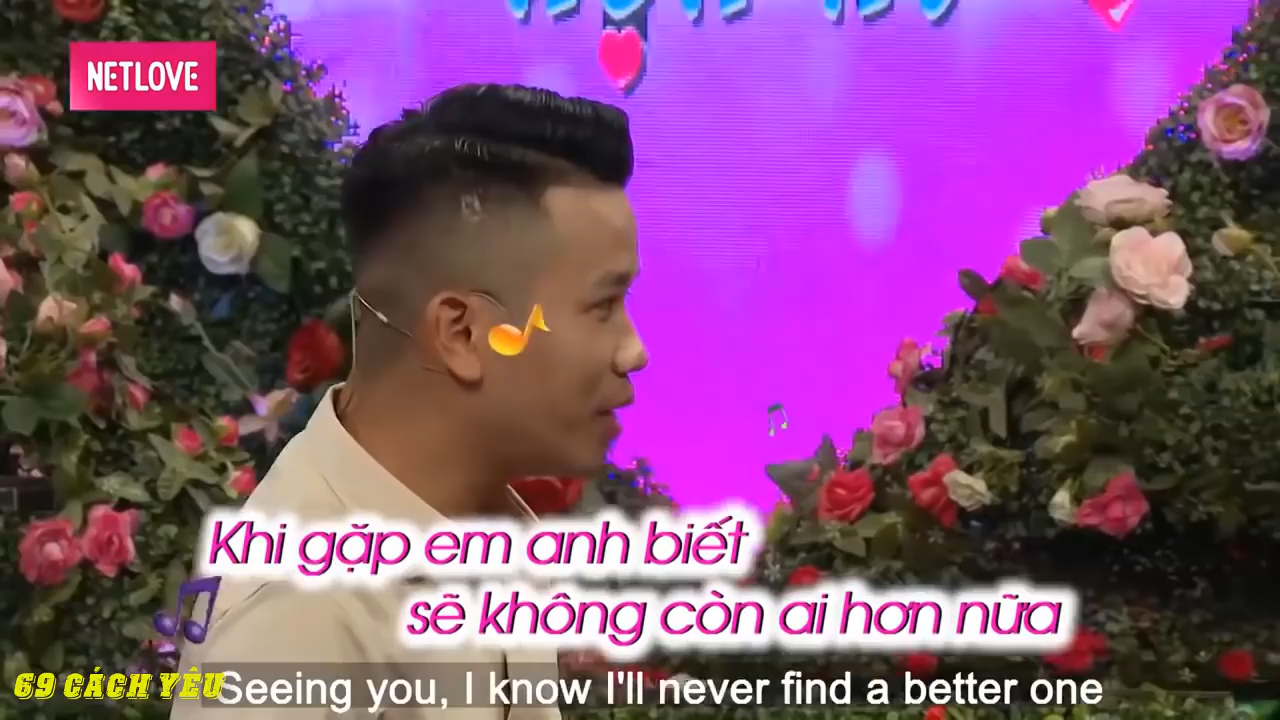 NETLOVE
Khi gặp em anh biết
sẽ không còn ai hơn nữa
69 CÁCH YÊU
Seeing you, I know I'll never find a better one